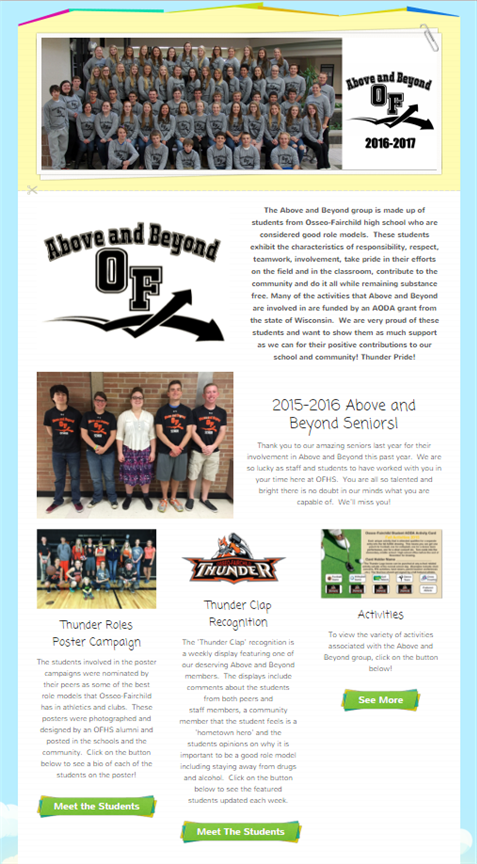 Above and Beyond
OF
2016-2017
Above and Beyond
OF
The Above and Beyond group is made up of
students from Osseo-Fairchild high school who are
considered good role models. These students
exhibit the characteristics of responsibility, respect,
teamwork, involvement, take pride in their efforts
on the field and in the classroom, contribute to the
community and do it all while remaining substance
free. Many of the activities that Above and Beyond
are involved in are funded by an AODA grant from
the state of Wisconsin. We are very proud of these
students and want to show them as much support
as we can for their positive contributions to our
school and community! Thunder Pride!
2015-2016 Above and
Beyond Seniors!
Thank you to our amazing seniors last year for their
involvement in Above and Beyond this past year. We are
so lucky as staff and students to have worked with you in
your time here at OFHS. You are all so talented and
bright there is no doubt in our minds what you are
capable of. We'll miss you!
Thunder Roles
Poster Campaign
The students involved in the poster
campaigns were nominated by
their peers as some of the best
role models that Osseo-Fairchild
has in athletics and clubs. These
posters were photographed and
designed by an OFHS alumni and
posted in the schools and the
community. Click on the button
below to see a bio of each of the
students on the poster!
Meet the Students
THUNDER
Thunder Clap
Recognition
The "Thunder Clap" recognition is
a weekly display featuring one of
our deserving Above and Beyond
members. The displays include
comments about the students
from both peers and
staff members, a community
member that the student feels is a
"hometown hero" and the
students opinions on why it is
important to be a good role model
including staying away from drugs
and alcohol. Click on the button
below to see the featured
students updated each week.
Meet The Students
Osseo-Fairchild Student AODA Activity Card
Activities
To view the variety of activities
associated with the Above and
Beyond group, click on the button
below!
See More